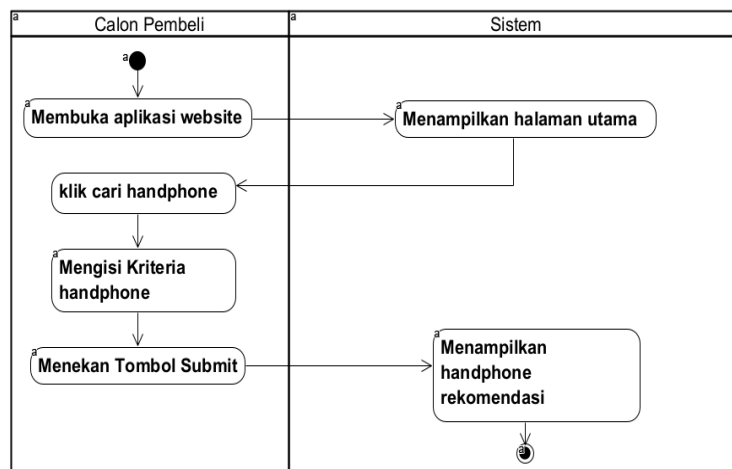 Calon Pembeli
Sistem
Membuka aplikasi website
Menampilkan halaman utama
klik cari handphone
Mengisi Kriteria
handphone
Menekan Tombol Submit
Menampilkan
handphone
rekomendasi
a
a
a
a
a
a
a
a
a